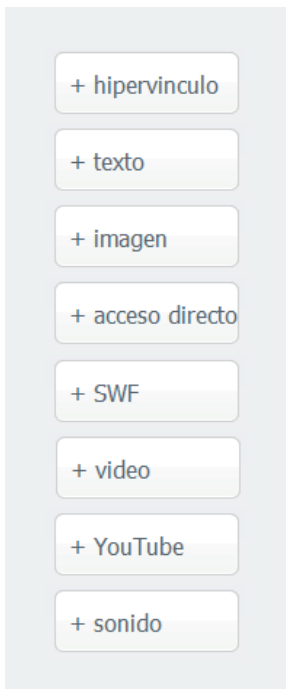 + hipervinculo
+ texto
+ imagen
+ acceso directo
+ SWF
+ video
+ YouTube
+ sonido